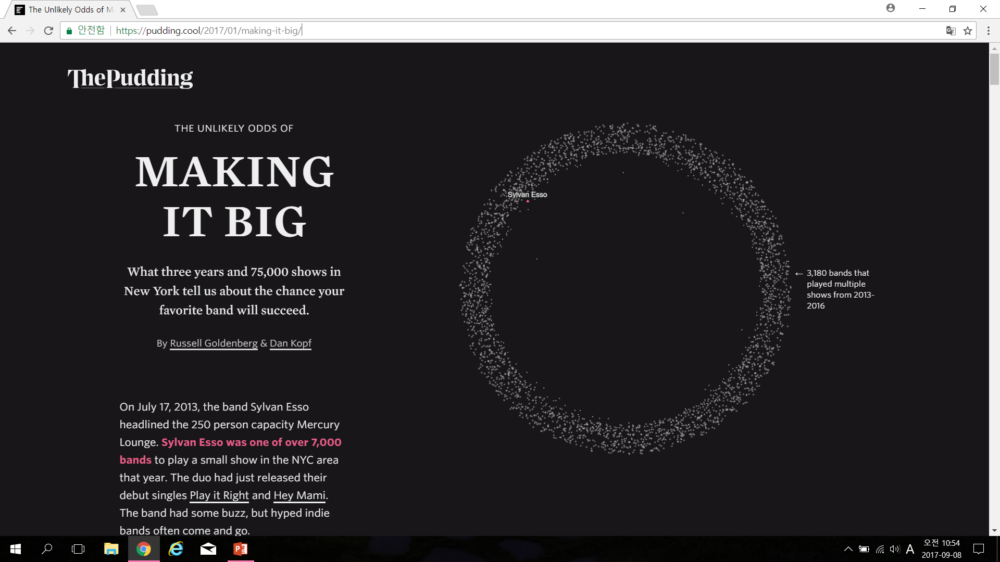 The Unlikely Odds of M
안전함 | https://pudding.cool/2017/01/making-it-big/
The Pudding
THE UNLIKELY ODDS OF
MAKING
IT BIG
What three years and 75,000 shows in
New York tell us about the chance your
favorite band will succeed.
By Russell Goldenberg & Dan Kopf
On July 17, 2013, the band Sylvan Esso
headlined the 250 person capacity Mercury
Lounge. Sylvan Esso was one of over 7,000
bands to play a small show in the NYC area
that year. The duo had just released their
debut singles Play it Right and Hey Mami.
The band had some buzz, but hyped indie
bands often come and go.
Sylvan Esso
← 3,180 bands that
played multiple
shows from 2013-
2016
A
오전 10:54
2017-09-08